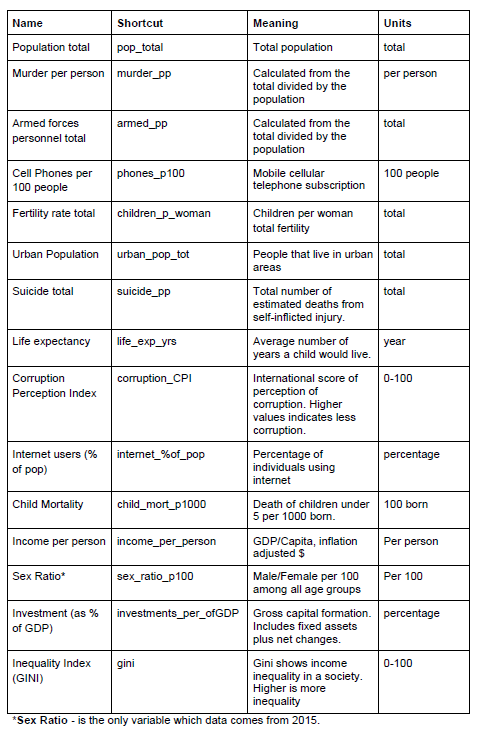 Name Shortcut Meaning Units
Population total pop_total Total population total
Murder per person murder_pp Calculated from the per person
total divided by the
population
Armed forces armed_pp Calculated from the total
personnel total total divided by the
population
Cell Phones per phones_p100 Mobile cellular 100 people
100 people telephone subscription
Fertility rate total children_p_woman Children per woman total
total fertility
Urban Population urban_pop_tot People that live in urban total
areas
Suicide total suicide_pp Total number of total
estimated deaths from
self-inflicted injury.
Life expectancy life_exp_yrs Average number of year
years a child would live.
Corruption corruption_CPI International score of 0-100
Perception Index perception of
corruption. Higher
values indicates less
corruption.
Internet users (% internet_%of_pop Percentage of percentage
of pop) individuals using
internet
Child Mortality child_mort_p1000 Death of children under 100 born
5 per 1000 born.
Income per person income_per_person GDP/Capita, inflation Per person
adjusted $
Sex Ratio* sex_ratio_p100 Male/Female per 100 Per 100
among all age groups
Investment (as % investments_per_ofGDP Gross capital formation. percentage
of GDP) Includes fixed assets
plus net changes.
Inequality Index gini Gini shows income 0-100
(GINI) inequality in a society.
Higher is more
inequality
*Sex Ratio - is the only variable which data comes from 2015.